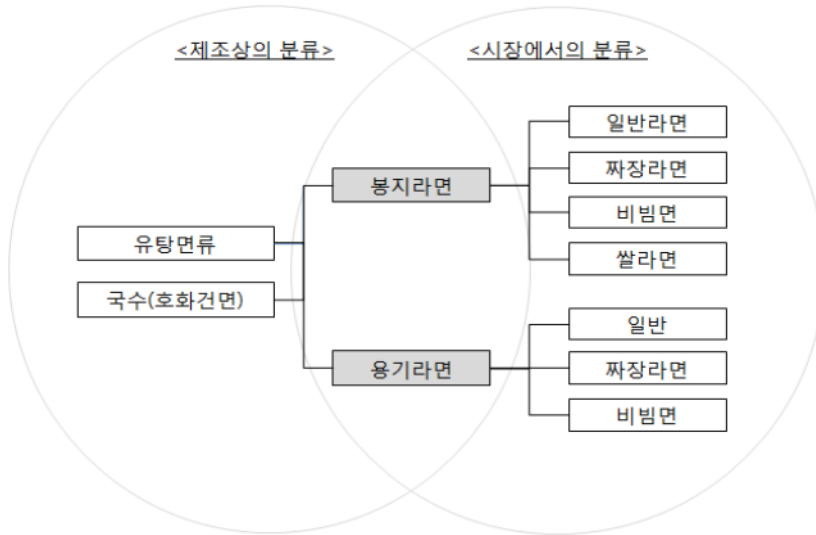 <제조상의 분류>
<시장에서의 분류>
유탕면류
국수(호화건면)
봉지라면
용기라면
일반라면
짜장라면
비빔면
쌀라면
일반
짜장라면
비빔면